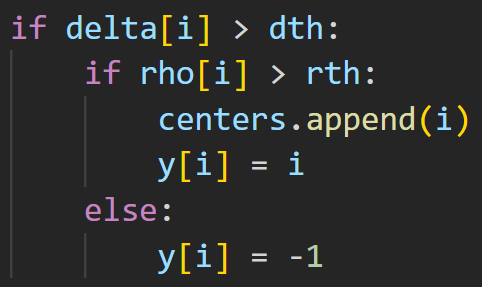 if delta[i] > dth:
    if rho[i] > rth:
        centers.append(i)
        y[i] = i
    else:
        y[i] = -1